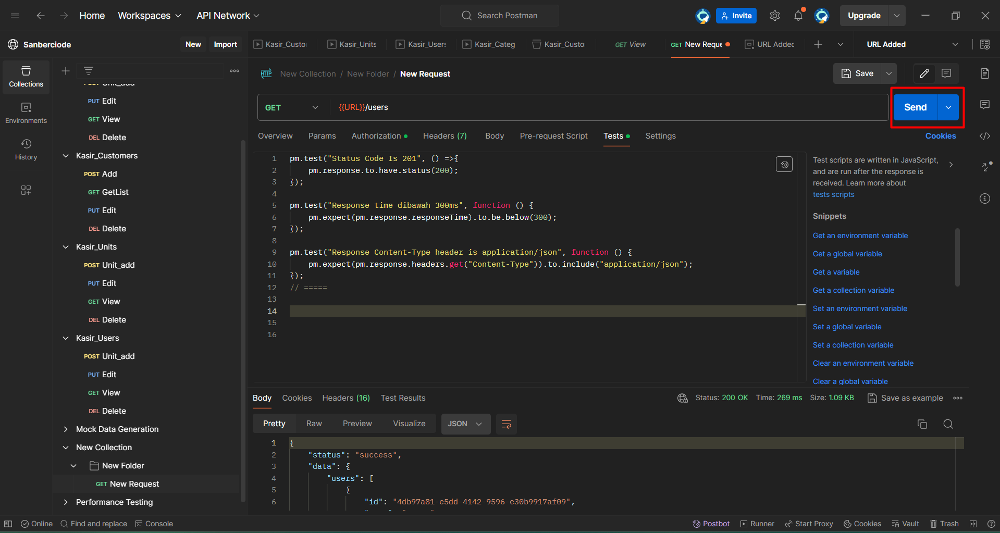 Home
Workspaces
API Network
Search Postman
Invite
Upgrade
Sanberciode
New
Import
Kasir_Custo
Kasir_Units
Kasir_Users
Kasir_Categ
Kasir_Custo
GET View
GET New Reque
URL Addec
URL Added
Collections
Environments
History
POST Unit_add
PUT Edit
GET View
DEL Delete
Kasir_Customers
POST Add
GET GetList
PUT Edit
DEL Delete
Kasir_Units
POST Unit_add
PUT Edit
GET View
DEL Delete
Kasir_Users
POST Unit_add
PUT Edit
GET View
DEL Delete
Mock Data Generation
New Collection
New Folder
GET New Request
Performance Testing
HTTP New Collection / New Folder / New Request
Save
GET
{{URL}}/users
Send
Overview
Params
Authorization
Headers (7)
Body
Pre-request Script
Tests
Settings
Cookies
1 pm.test("Status Code Is 201", () =>{
2 pm.response.to.have.status(200);
3 });
4
5 pm.test("Response time dibawah 300ms", function () {
6 pm.expect(pm.response.responseTime).to.be.below(300);
7 });
8
9 pm.test("Response Content-Type header is application/json", function () {
10 pm.expect(pm.response.headers.get("Content-Type")).to.include("application/json");
11 });
12 // =====
13
14
15
16
Test scripts are written in JavaScript,
and are run after the response is
received. Learn more about
tests scripts
Snippets
Get an environment variable
Get a global variable
Get a variable
Get a collection variable
Set an environment variable
Set a global variable
Set a collection variable
Clear an environment variable
Clear a global variable
Body
Cookies
Headers (16)
Test Results
Status: 200 OK
Time: 269 ms
Size: 1.09 KB
Save as example
Pretty
Raw
Preview
Visualize
JSON
1 {
2 "status": "success",
3 "data": {
4 "users": [
5 {
6 "id": "4db97a81-e5dd-4142-9596-e30b9917af09",
Online
Find and replace
Console
Postbot
Runner
Start Proxy
Cookies
Vault
Trash